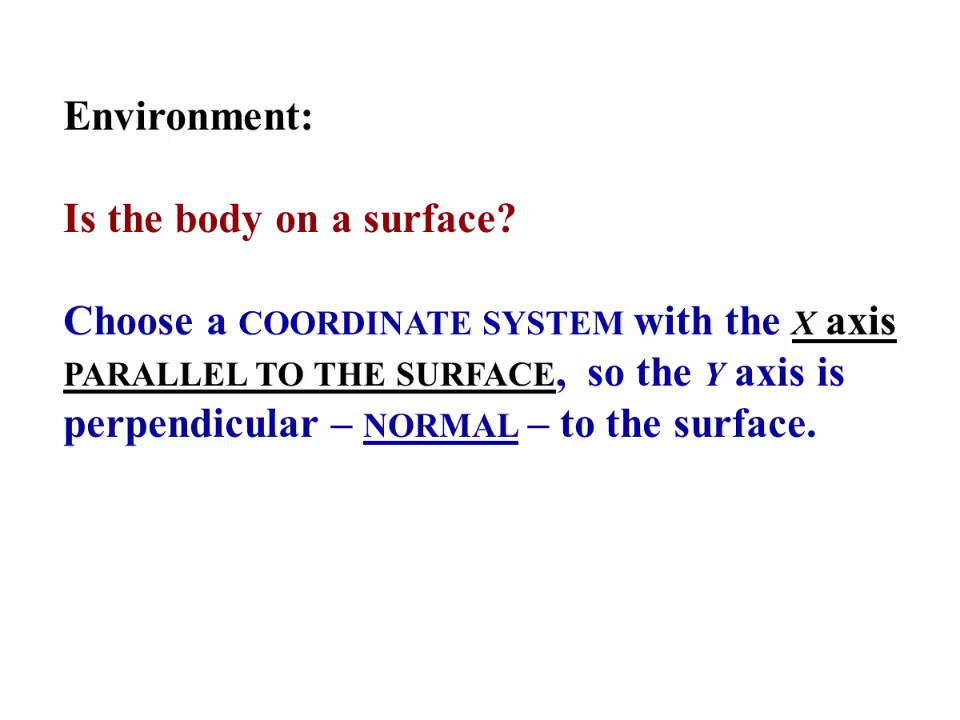 Environment:
Is the body on a surface?
Choose a COORDINATE SYSTEM with the X axis
PARALLEL TO THE SURFACE, so the Y axis is
perpendicular – NORMAL – to the surface.